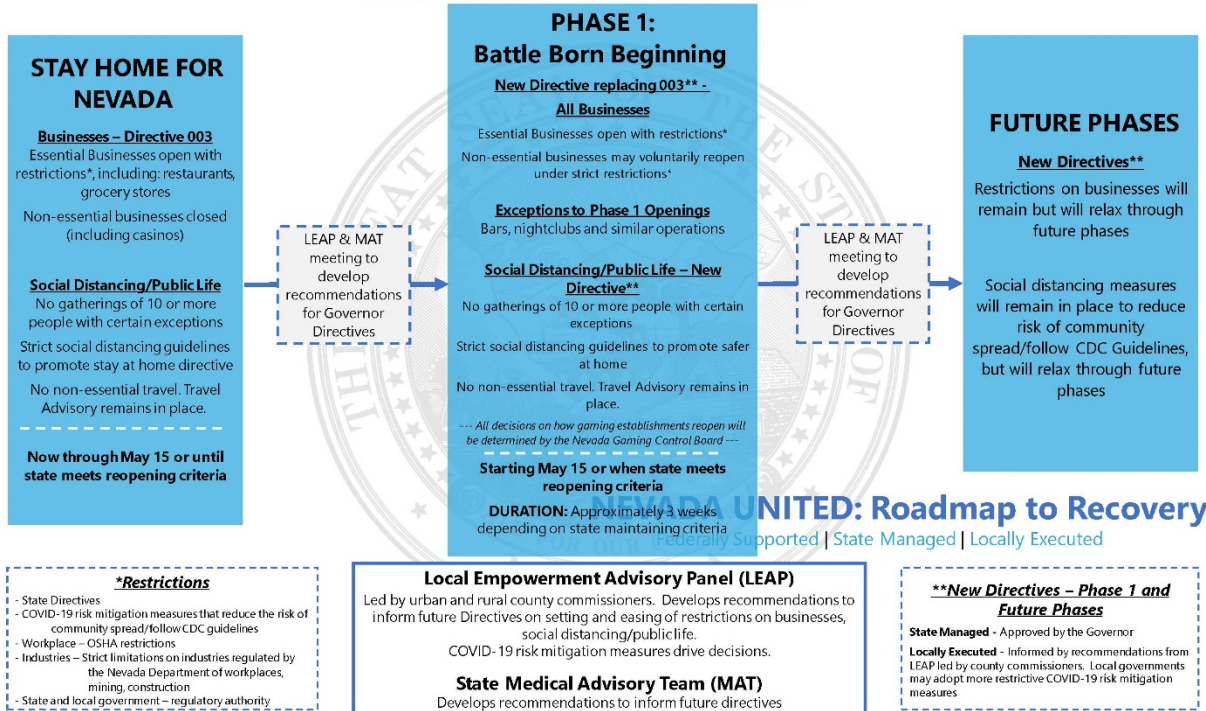 STAY HOME FOR
NEVADA
Businesses – Directive 003
Essential Businesses open with
restrictions*, including: restaurants,
grocery stores
Non-essential businesses closed
(including casinos)
Social Distancing/Public Life
No gatherings of 10 or more
people with certain exceptions
Strict social distancing guidelines
to promote stay at home directive
No non-essential travel. Travel
Advisory remains in place.
Now through May 15 or until
state meets reopening criteria
LEAP & MAT
meeting to
develop
recommendations
for Governor
Directives
PHASE 1:
Battle Born Beginning
New Directive replacing 003** -
All Businesses
Essential Businesses open with restrictions*
Non-essential businesses may voluntarily reopen
under strict restrictions*
Exceptions to Phase 1 Openings
Bars, nightclubs and similar operations
Social Distancing/Public Life – New
Directive**
No gatherings of 10 or more people with certain
exceptions
Strict social distancing guidelines to promote safer
at home
No non-essential travel. Travel Advisory remains in
place.
--- All decisions on how gaming establishments reopen will
be determined by the Nevada Gaming Control Board ---
Starting May 15 or when state meets
reopening criteria
DURATION: Approximately 3 weeks
depending on state maintaining criteria
LEAP & MAT
meeting to
develop
recommendations
for Governor
Directives
FUTURE PHASES
New Directives**
Restrictions on businesses will
remain but will relax through
future phases
Social distancing measures
will remain in place to reduce
risk of community
spread/follow CDC Guidelines,
but will relax through future
phases
NEVADA UNITED: Roadmap to Recovery
Federally Supported | State Managed | Locally Executed
*Restrictions
- State Directives
- COVID-19 risk mitigation measures that reduce the risk of
community spread/follow CDC guidelines
- Workplace – OSHA restrictions
- Industries – Strict limitations on industries regulated by
the Nevada Department of workplaces,
mining, construction
- State and local government – regulatory authority
Local Empowerment Advisory Panel (LEAP)
Led by urban and rural county commissioners. Develops recommendations to
inform future Directives on setting and easing of restrictions on businesses,
social distancing/public life.
COVID-19 risk mitigation measures drive decisions.
State Medical Advisory Team (MAT)
Develops recommendations to inform future directives
**New Directives – Phase 1 and
Future Phases
State Managed - Approved by the Governor
Locally Executed - Informed by recommendations from
LEAP led by county commissioners. Local governments
may adopt more restrictive COVID-19 risk mitigation
measures
THE GREAT SEAL OF THE STATE OF